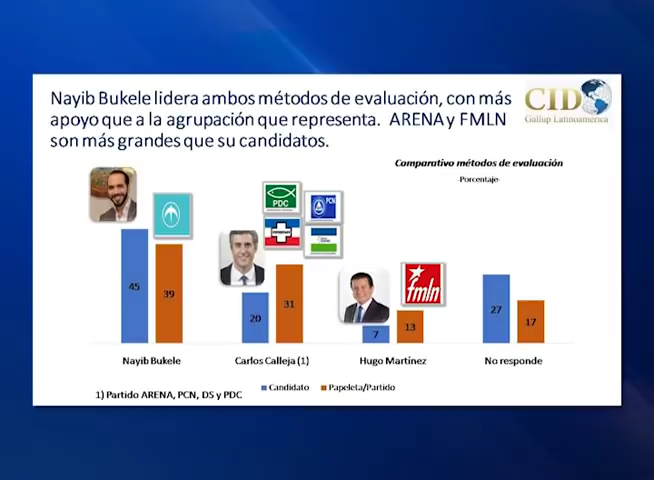 Nayib Bukele lidera ambos métodos de evaluación, con más
apoyo que a la agrupación que representa. ARENA y FMLN
son más grandes que su candidatos.
CID
Gallup Latinoamérica
Comparativo métodos de evaluación
-Porcentaje-
PDC
PCN
fmln
45
39
20
31
7
13
27
17
Nayib Bukele
Carlos Calleja (1)
Hugo Martínez
No responde
Candidato
Papeleta/Partido
1) Partido ARENA, PCN, DS y PDC